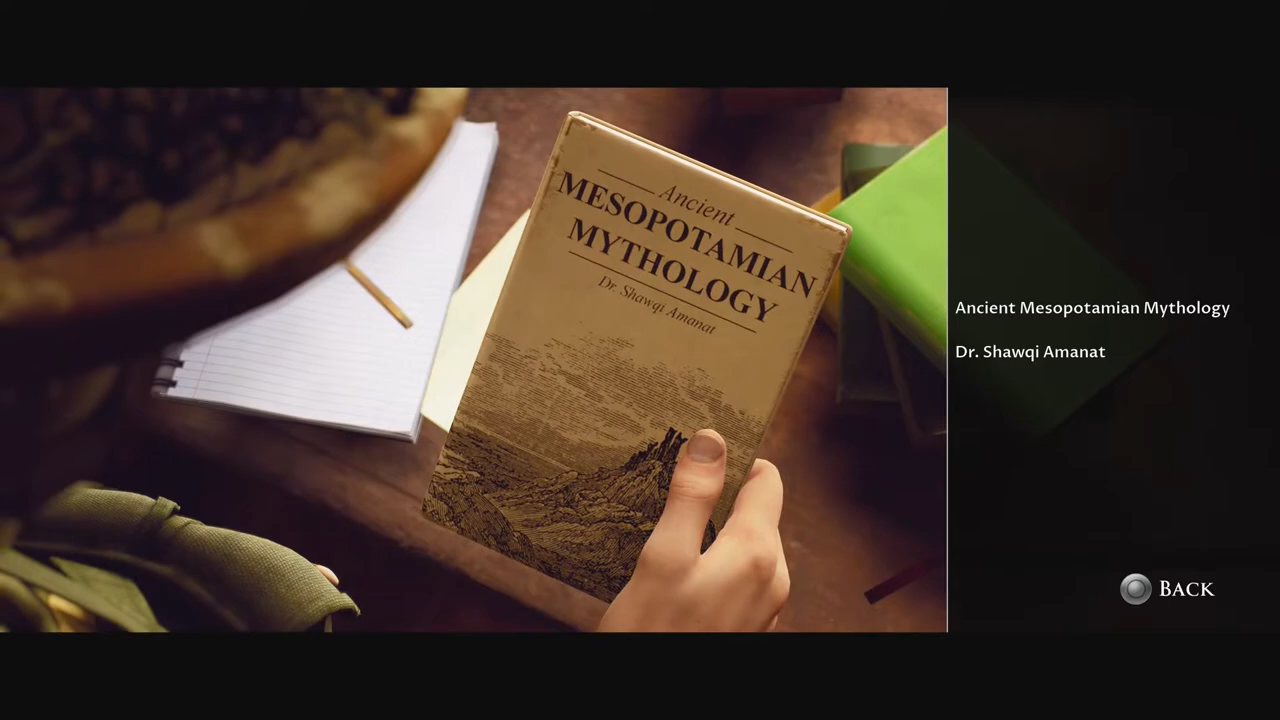 Ancient
MESOPOTAMIAN
MYTHOLOGY
Dr. Shawqi Amanat
Ancient Mesopotamian Mythology
Dr. Shawqi Amanat
BACK